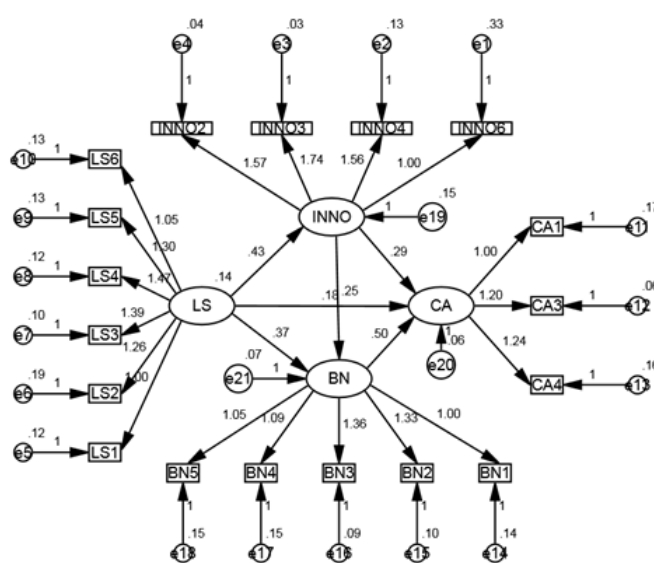 .04 .03 .13 .33
e4 e3 e2 e1
1 1 1 1
INNO2 INNO3 INNO4 INNO6
1.57 1.74 1.56 1.00
.13
e10 1 LS6
.13
e9 1 LS5
.12
e8 1 LS4
.10
e7 1 LS3
.19
e6 1 LS2
.12
e5 1 LS1
1.05
1.30
1.47
1.39
1.26
1.00
INNO 1 e19 .15
.43 .29
.14
LS .18 .25 CA
.37 .50
1
.06
e20
.07
e21 1 BN
1.00 CA1 1 e11 .17
1.20 CA3 1 e12 .06
1.24 CA4 1 e13
1.05 1.09 1.36 1.33 1.00
BN5 BN4 BN3 BN2 BN1
1 1 1 1 1
.15 .15 .09 .10 .14
e18 e17 e16 e15 e14